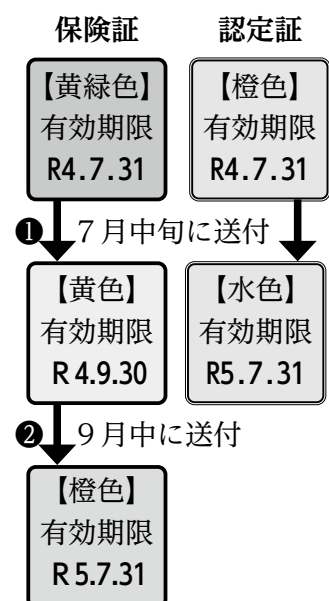 保険証 認定証
【黄緑色】 【橙色】
有効期限 有効期限
R4.7.31 R4.7.31
❶ 7月中旬に送付
【黄色】 【水色】
有効期限 有効期限
R4.9.30 R5.7.31
❷ 9月中に送付
【橙色】
有効期限
R5.7.31